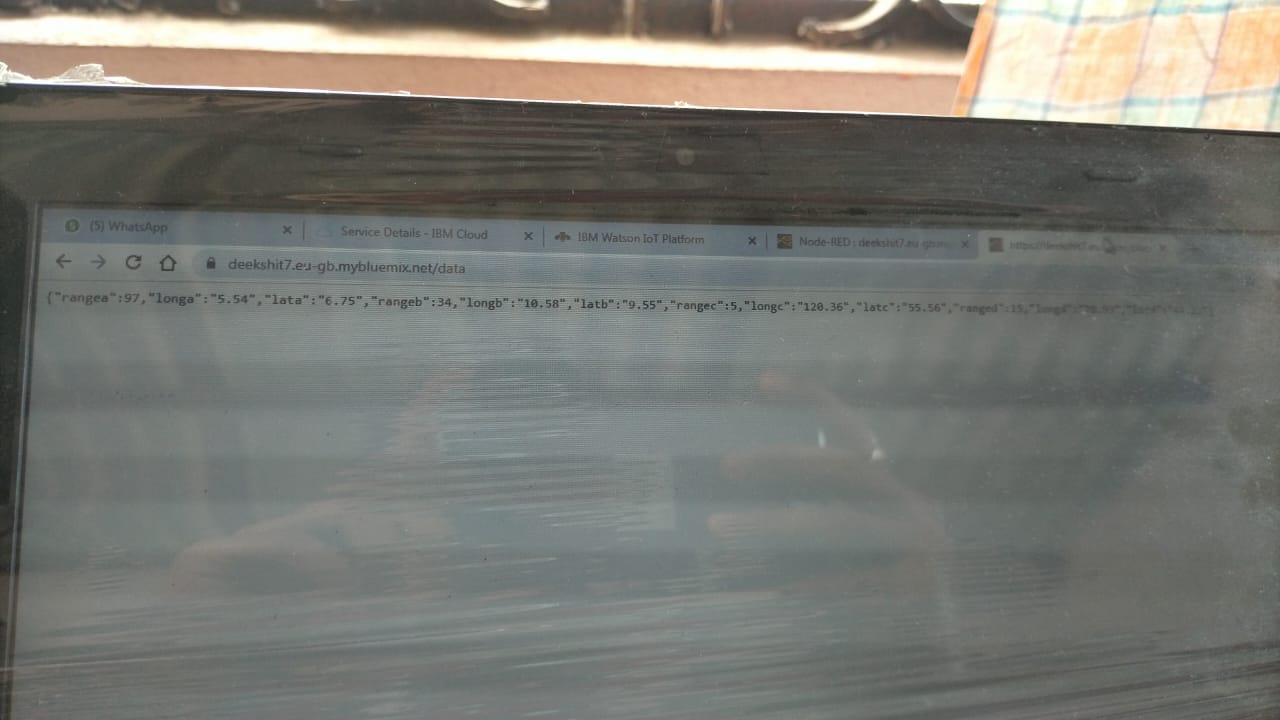 (5) WhatsApp
Service Details - IBM Cloud
IBM Watson IoT Platform
Node-RED : deekshit7.eu-gb.m
deekshit7.eu-gb.mybluemix.net/data
{"rangea":97,"longa":"5.54","lata":"6.75","rangeb":34,"longb":"10.58","latb":"9.55","rangec":5,"longc":"120.36","latc":"55.56","ranged":15,"longd":